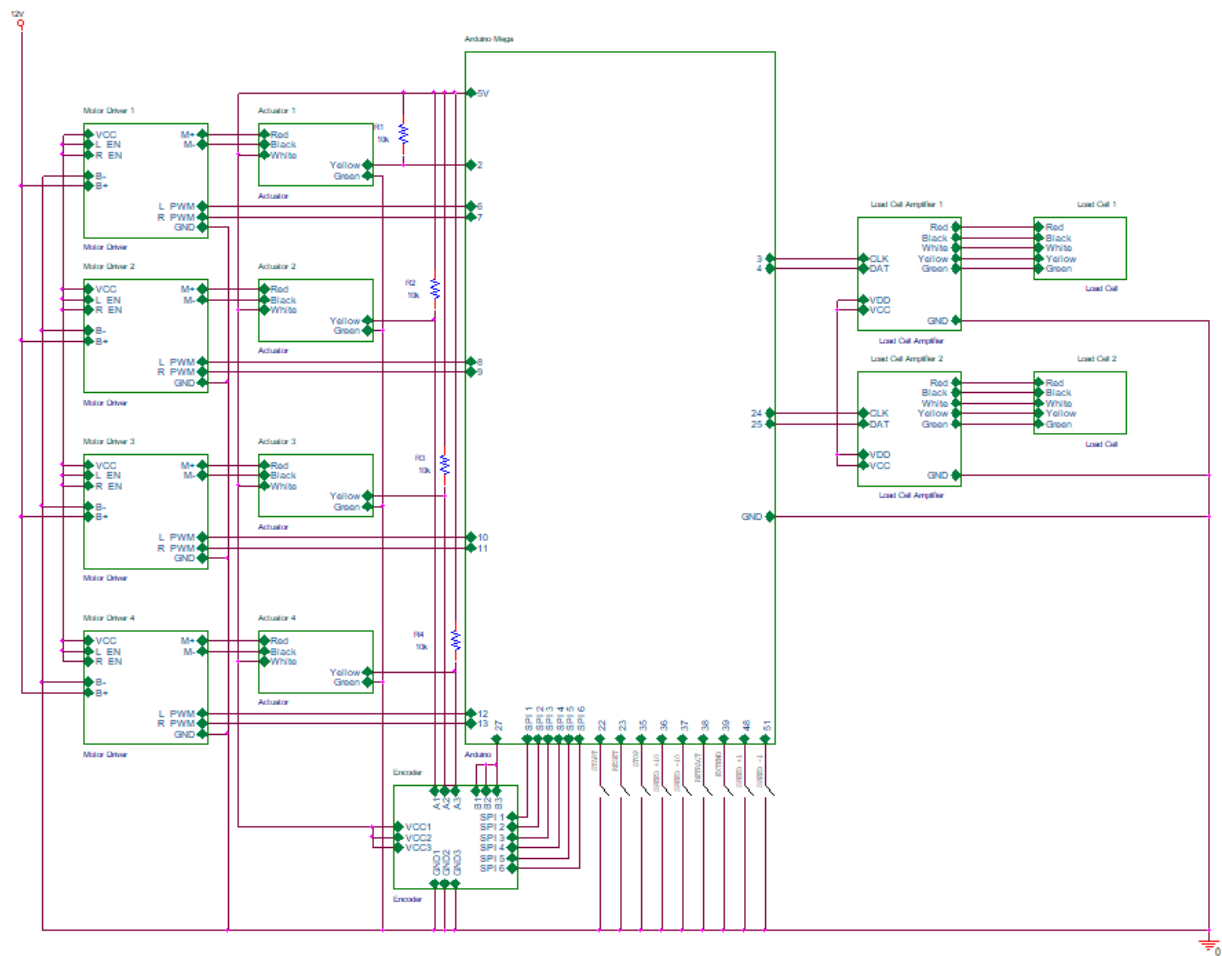 12V
Arduino Mega
5V
2
6
7
8
9
10
11
12
13
3
4
24
25
GND
27
SPI 1
SPI 2
SPI 3
SPI 4
SPI 5
SPI 6
22
23
35
36
37
38
39
48
51
Arduino
START
RESET
STOP
SPEED +10
SPEED -10
RETRACT
EXTEND
SPEED +1
SPEED -1
Motor Driver 1
VCC
L EN
R EN
B-
B+
M+
M-
L PWM
R PWM
GND
Motor Driver
Actuator 1
Red
Black
White
Yellow
Green
Actuator
R1
10k
Motor Driver 2
VCC
L EN
R EN
B-
B+
M+
M-
L PWM
R PWM
GND
Motor Driver
Actuator 2
Red
Black
White
Yellow
Green
Actuator
R2
10k
Motor Driver 3
VCC
L EN
R EN
B-
B+
M+
M-
L PWM
R PWM
GND
Motor Driver
Actuator 3
Red
Black
White
Yellow
Green
Actuator
R3
10k
Motor Driver 4
VCC
L EN
R EN
B-
B+
M+
M-
L PWM
R PWM
GND
Motor Driver
Actuator 4
Red
Black
White
Yellow
Green
Actuator
R4
10k
Encoder
A1
A2
A3
B1
B2
B3
SPI 1
SPI 2
SPI 3
SPI 4
SPI 5
SPI 6
VCC1
VCC2
VCC3
GND1
GND2
GND3
Encoder
Load Cell Amplifier 1
Red
Black
White
Yellow
Green
CLK
DAT
VDD
VCC
GND
Load Cell Amplifier
Load Cell 1
Red
Black
White
Yellow
Green
Load Cell
Load Cell Amplifier 2
Red
Black
White
Yellow
Green
CLK
DAT
VDD
VCC
GND
Load Cell Amplifier
Load Cell 2
Red
Black
White
Yellow
Green
Load Cell
0